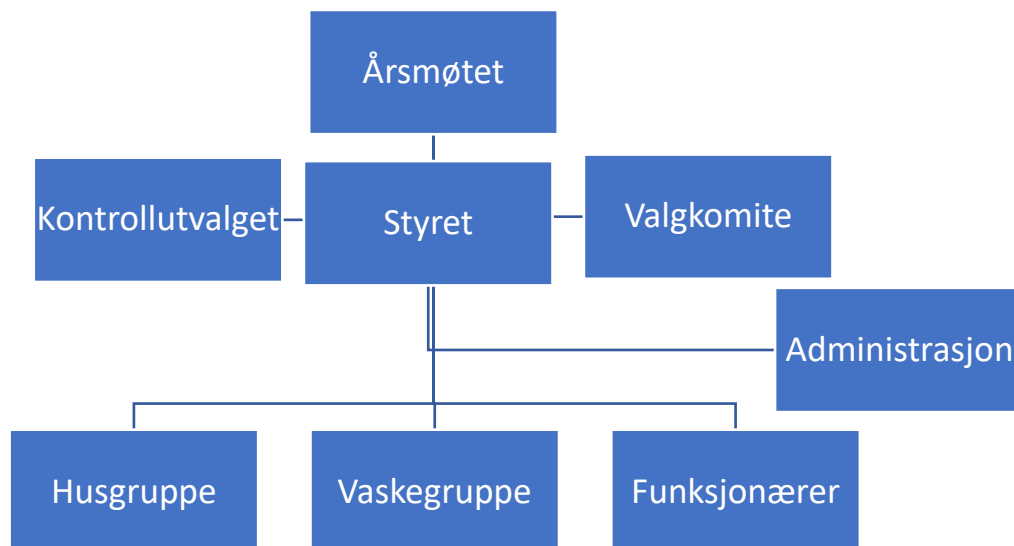 Årsmøtet
Kontrollutvalget
Styret
Valgkomite
Administrasjon
Husgruppe
Vaskegruppe
Funksjonærer